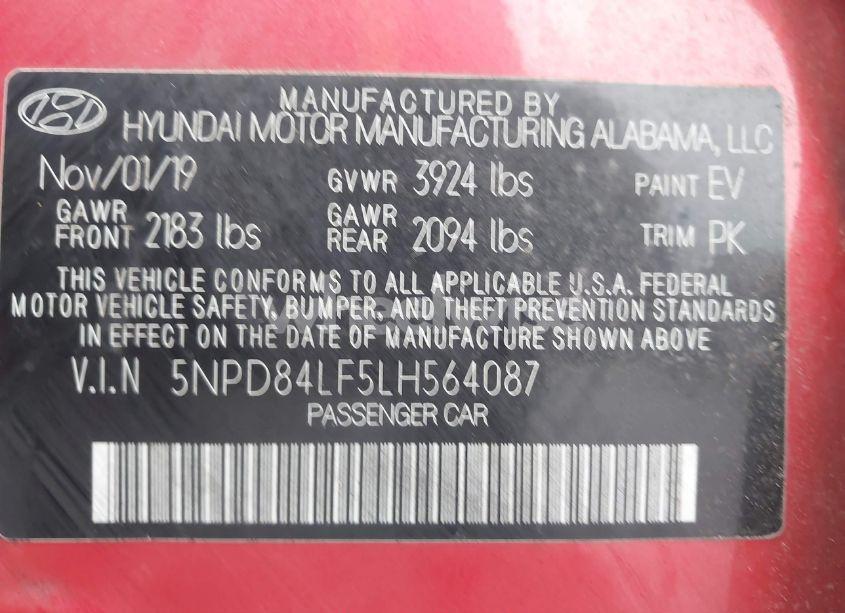 MANUFACTURED BY
HYUNDAI MOTOR MANUFACTURING ALABAMA, LLC
Nov/01/19 GVWR 3924 lbs PAINT EV
GAWR FRONT 2183 lbs GAWR REAR 2094 lbs TRIM PK
THIS VEHICLE CONFORMS TO ALL APPLICABLE U.S.A. FEDERAL
MOTOR VEHICLE SAFETY, BUMPER, AND THEFT PREVENTION STANDARDS
IN EFFECT ON THE DATE OF MANUFACTURE SHOWN ABOVE
V.I.N 5NPD84LF5LH564087
PASSENGER CAR